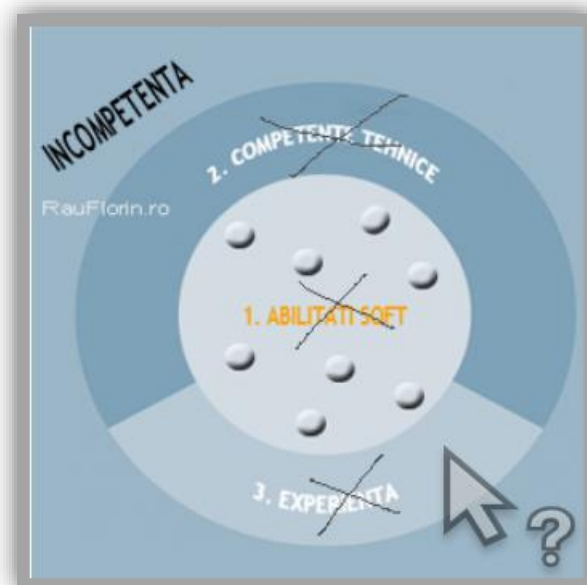 INCOMPETENTA
2. COMPETENTE TEHNICE
RauFlorin.ro
1. ABILITATI SOFT
3. EXPERIENTA
?